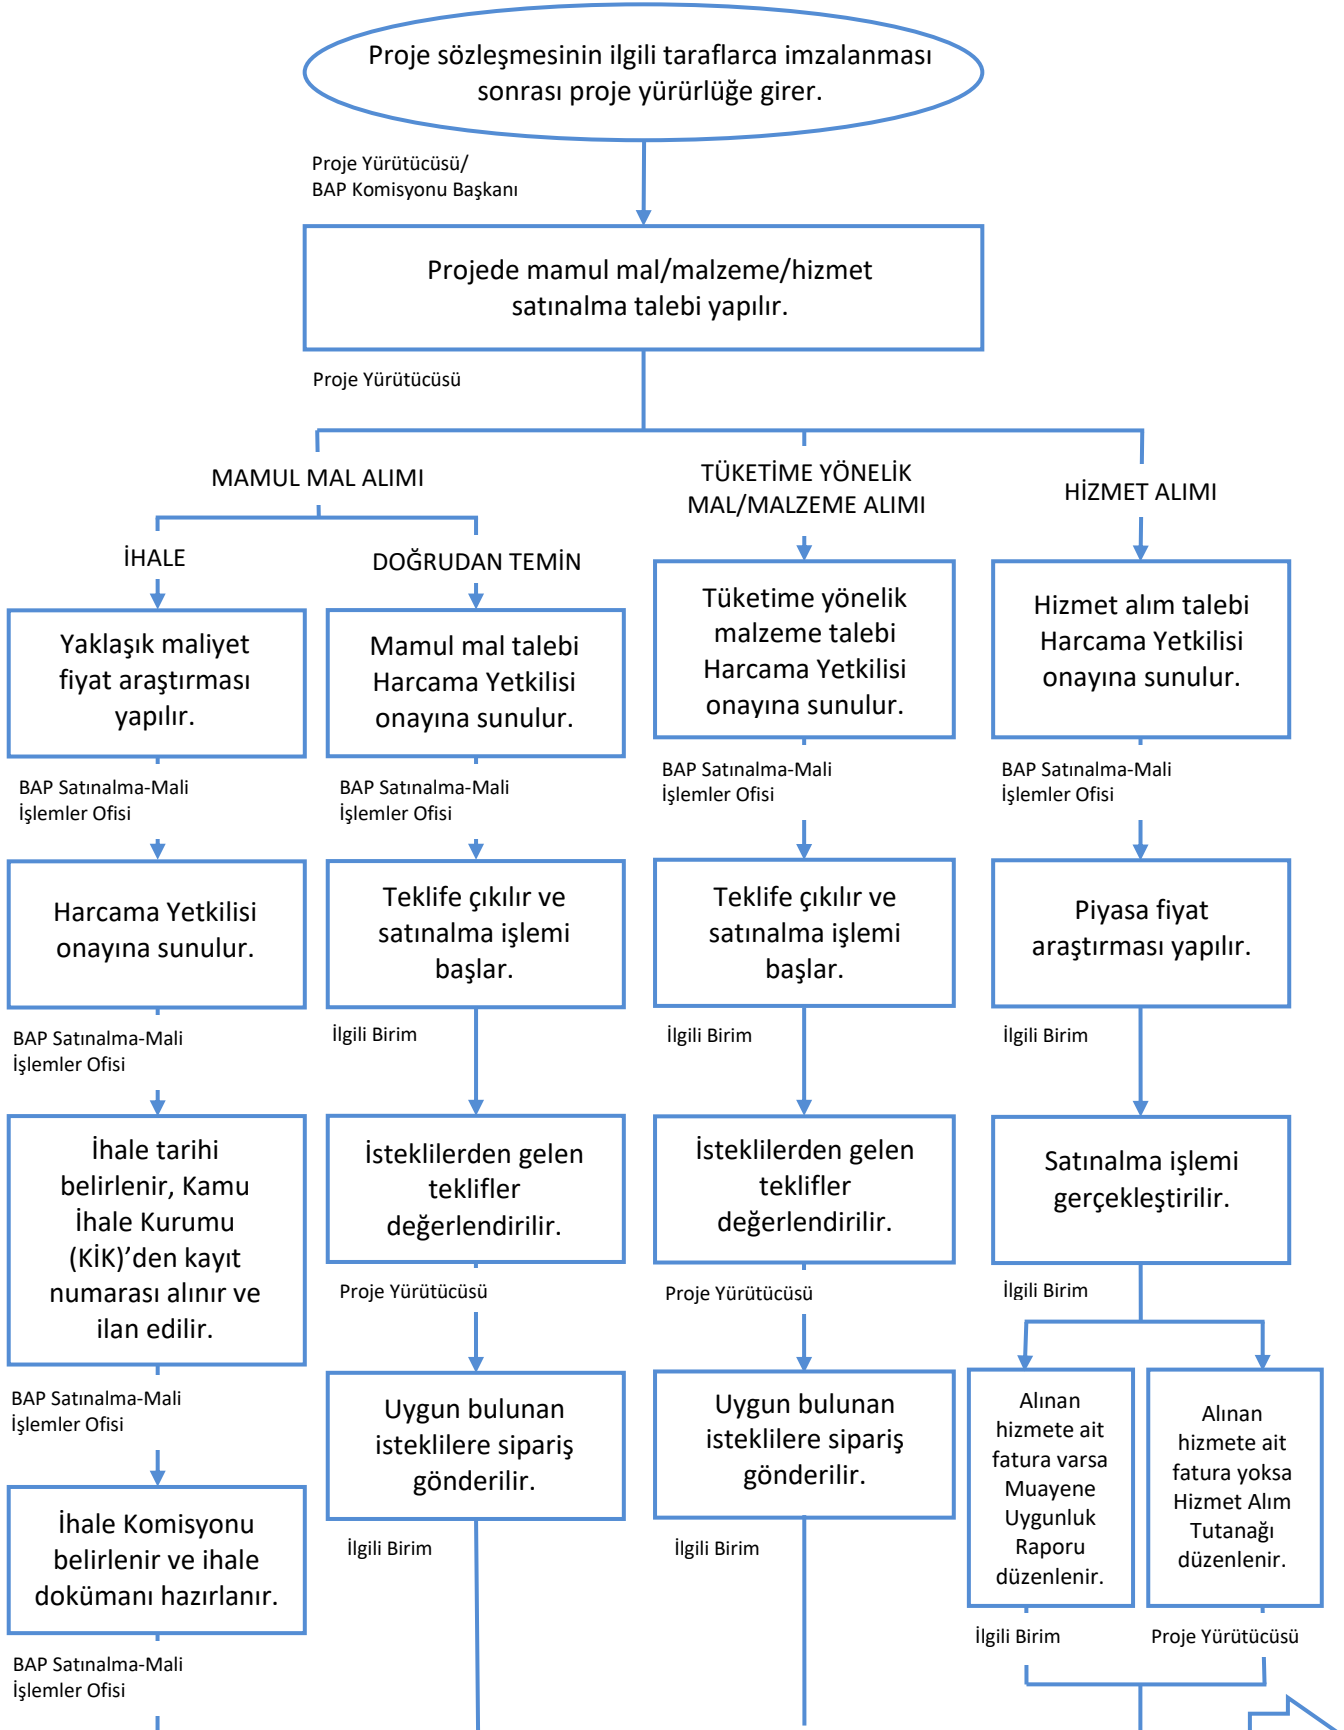 Proje sözleşmesinin ilgili taraflarca imzalanması
sonrası proje yürürlüğe girer.
Proje Yürütücüsü/
BAP Komisyonu Başkanı
Projede mamul mal/malzeme/hizmet
satınalma talebi yapılır.
Proje Yürütücüsü
MAMUL MAL ALIMI
TÜKETİME YÖNELİK
MAL/MALZEME ALIMI
HİZMET ALIMI
İHALE
DOĞRUDAN TEMİN
Yaklaşık maliyet
fiyat araştırması
yapılır.
Mamul mal talebi
Harcama Yetkilisi
onayına sunulur.
Tüketime yönelik
malzeme talebi
Harcama Yetkilisi
onayına sunulur.
Hizmet alım talebi
Harcama Yetkilisi
onayına sunulur.
BAP Satınalma-Mali
İşlemler Ofisi
BAP Satınalma-Mali
İşlemler Ofisi
BAP Satınalma-Mali
İşlemler Ofisi
BAP Satınalma-Mali
İşlemler Ofisi
Harcama Yetkilisi
onayına sunulur.
Teklife çıkılır ve
satınalma işlemi
başlar.
Teklife çıkılır ve
satınalma işlemi
başlar.
Piyasa fiyat
araştırması yapılır.
BAP Satınalma-Mali
İşlemler Ofisi
İlgili Birim
İlgili Birim
İlgili Birim
İhale tarihi
belirlenir, Kamu
İhale Kurumu
(KİK)’den kayıt
numarası alınır ve
ilan edilir.
İsteklilerden gelen
teklifler
değerlendirilir.
İsteklilerden gelen
teklifler
değerlendirilir.
Satınalma işlemi
gerçekleştirilir.
BAP Satınalma-Mali
İşlemler Ofisi
Proje Yürütücüsü
Proje Yürütücüsü
İlgili Birim
İhale Komisyonu
belirlenir ve ihale
dokümanı hazırlanır.
Uygun bulunan
isteklilere sipariş
gönderilir.
Uygun bulunan
isteklilere sipariş
gönderilir.
Alınan
hizmete ait
fatura varsa
Muayene
Uygunluk
Raporu
düzenlenir.
Alınan
hizmete ait
fatura yoksa
Hizmet Alım
Tutanağı
düzenlenir.
BAP Satınalma-Mali
İşlemler Ofisi
İlgili Birim
İlgili Birim
İlgili Birim
Proje Yürütücüsü